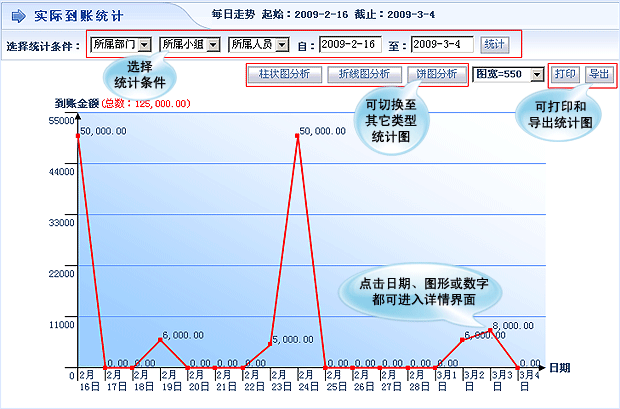 实际到账统计
每日走势 起始：2009-2-16 截止：2009-3-4
选择统计条件： 所属部门 所属小组 所属人员 自： 2009-2-16 至： 2009-3-4 统计
选择
统计条件
柱状图分析 折线图分析 饼图分析 图宽=550 打印 导出
可切换至
其它类型
统计图
可打印和
导出统计图
到账金额(总数：125,000.00)
55000
44000
33000
22000
11000
0
50,000.00
0.00
0.00
6,000.00
0.00
0.00
0.00
5,000.00
50,000.00
0.00
0.00
0.00
0.00
0.00
6,000.00
8,000.00
0.00
点击日期、图形或数字
都可进入详情界面
日期
2月16日
2月17日
2月18日
2月19日
2月20日
2月21日
2月22日
2月23日
2月24日
2月25日
2月26日
2月27日
2月28日
3月1日
3月2日
3月3日
3月4日